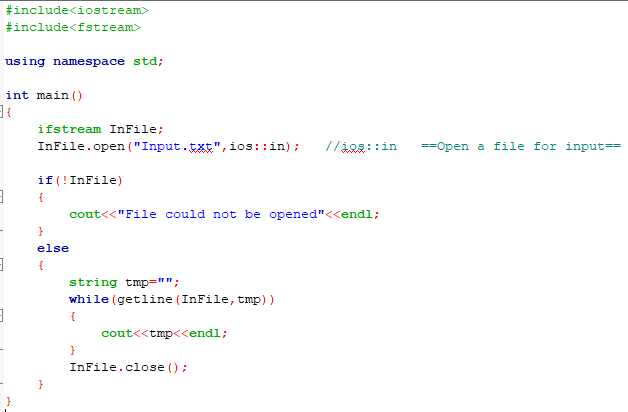 #include<iostream>
#include<fstream>
using namespace std;
int main()
{
ifstream InFile;
InFile.open("Input.txt",ios::in);   //ios::in   ==Open a file for input==
if(!InFile)
{
cout<<"File could not be opened"<<endl;
}
else
{
string tmp="";
while(getline(InFile,tmp))
{
cout<<tmp<<endl;
}
InFile.close();
}
}